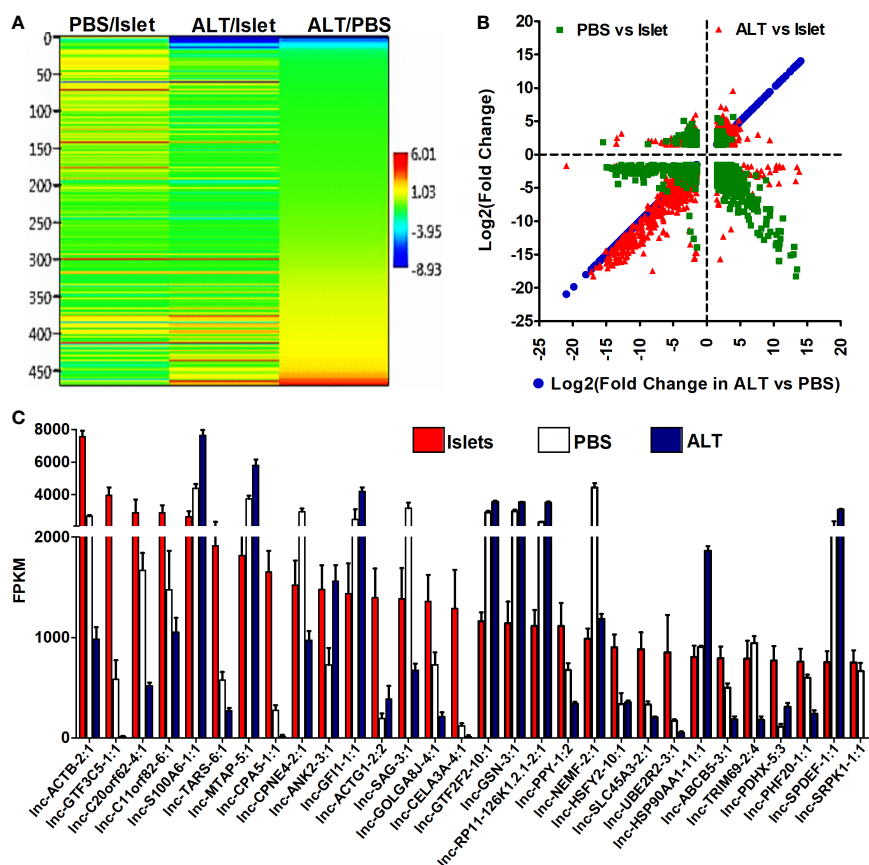 A
PBS/Islet ALT/Islet ALT/PBS
0
50
100
150
200
250
300
350
400
450
6.01
1.03
-3.95
-8.93
B
PBS vs Islet ALT vs Islet
Log2(Fold Change)
25
20
15
10
5
0
-5
-10
-15
-20
-25
-25 -20 -15 -10 -5 0 5 10 15 20
Log2(Fold Change in ALT vs PBS)
C
Islets PBS ALT
FPKM
8000
6000
4000
2000
1000
0
lnc-ACTB-2:1
lnc-GTF3C5-1:1
lnc-C20orf62-4:1
lnc-C11orf82-6:1
lnc-S100A6-1:1
lnc-TARS-6:1
lnc-MTAP-5:1
lnc-CPA5-1:1
lnc-CPNE4-2:1
lnc-ANK2-3:1
lnc-GFI1-1:1
lnc-ACTG1-2:2
lnc-SAG-3:1
lnc-GOLGA8J-4:1
lnc-CELA3A-4:1
lnc-GTF2F2-10:1
lnc-GSN-3:1
lnc-RP11-126K1.2.1-2:1
lnc-PPY-1:2
lnc-NEMF-2:1
lnc-HSFY2-10:1
lnc-SLC45A3-2:1
lnc-UBE2R2-3:1
lnc-HSP90AA1-11:1
lnc-ABCB5-3:1
lnc-TRIM69-2:4
lnc-PDHX-5:3
lnc-PHF20-1:1
lnc-SPDEF-1:1
lnc-SRPK1-1:1